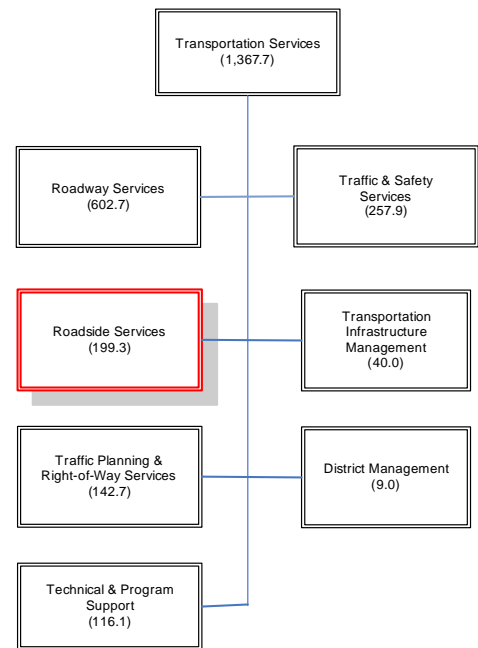 Transportation Services
(1,367.7)
Roadway Services
(602.7)
Traffic & Safety
Services
(257.9)
Roadside Services
(199.3)
Transportation
Infrastructure
Management
(40.0)
Traffic Planning &
Right-of-Way Services
(142.7)
District Management
(9.0)
Technical & Program
Support
(116.1)